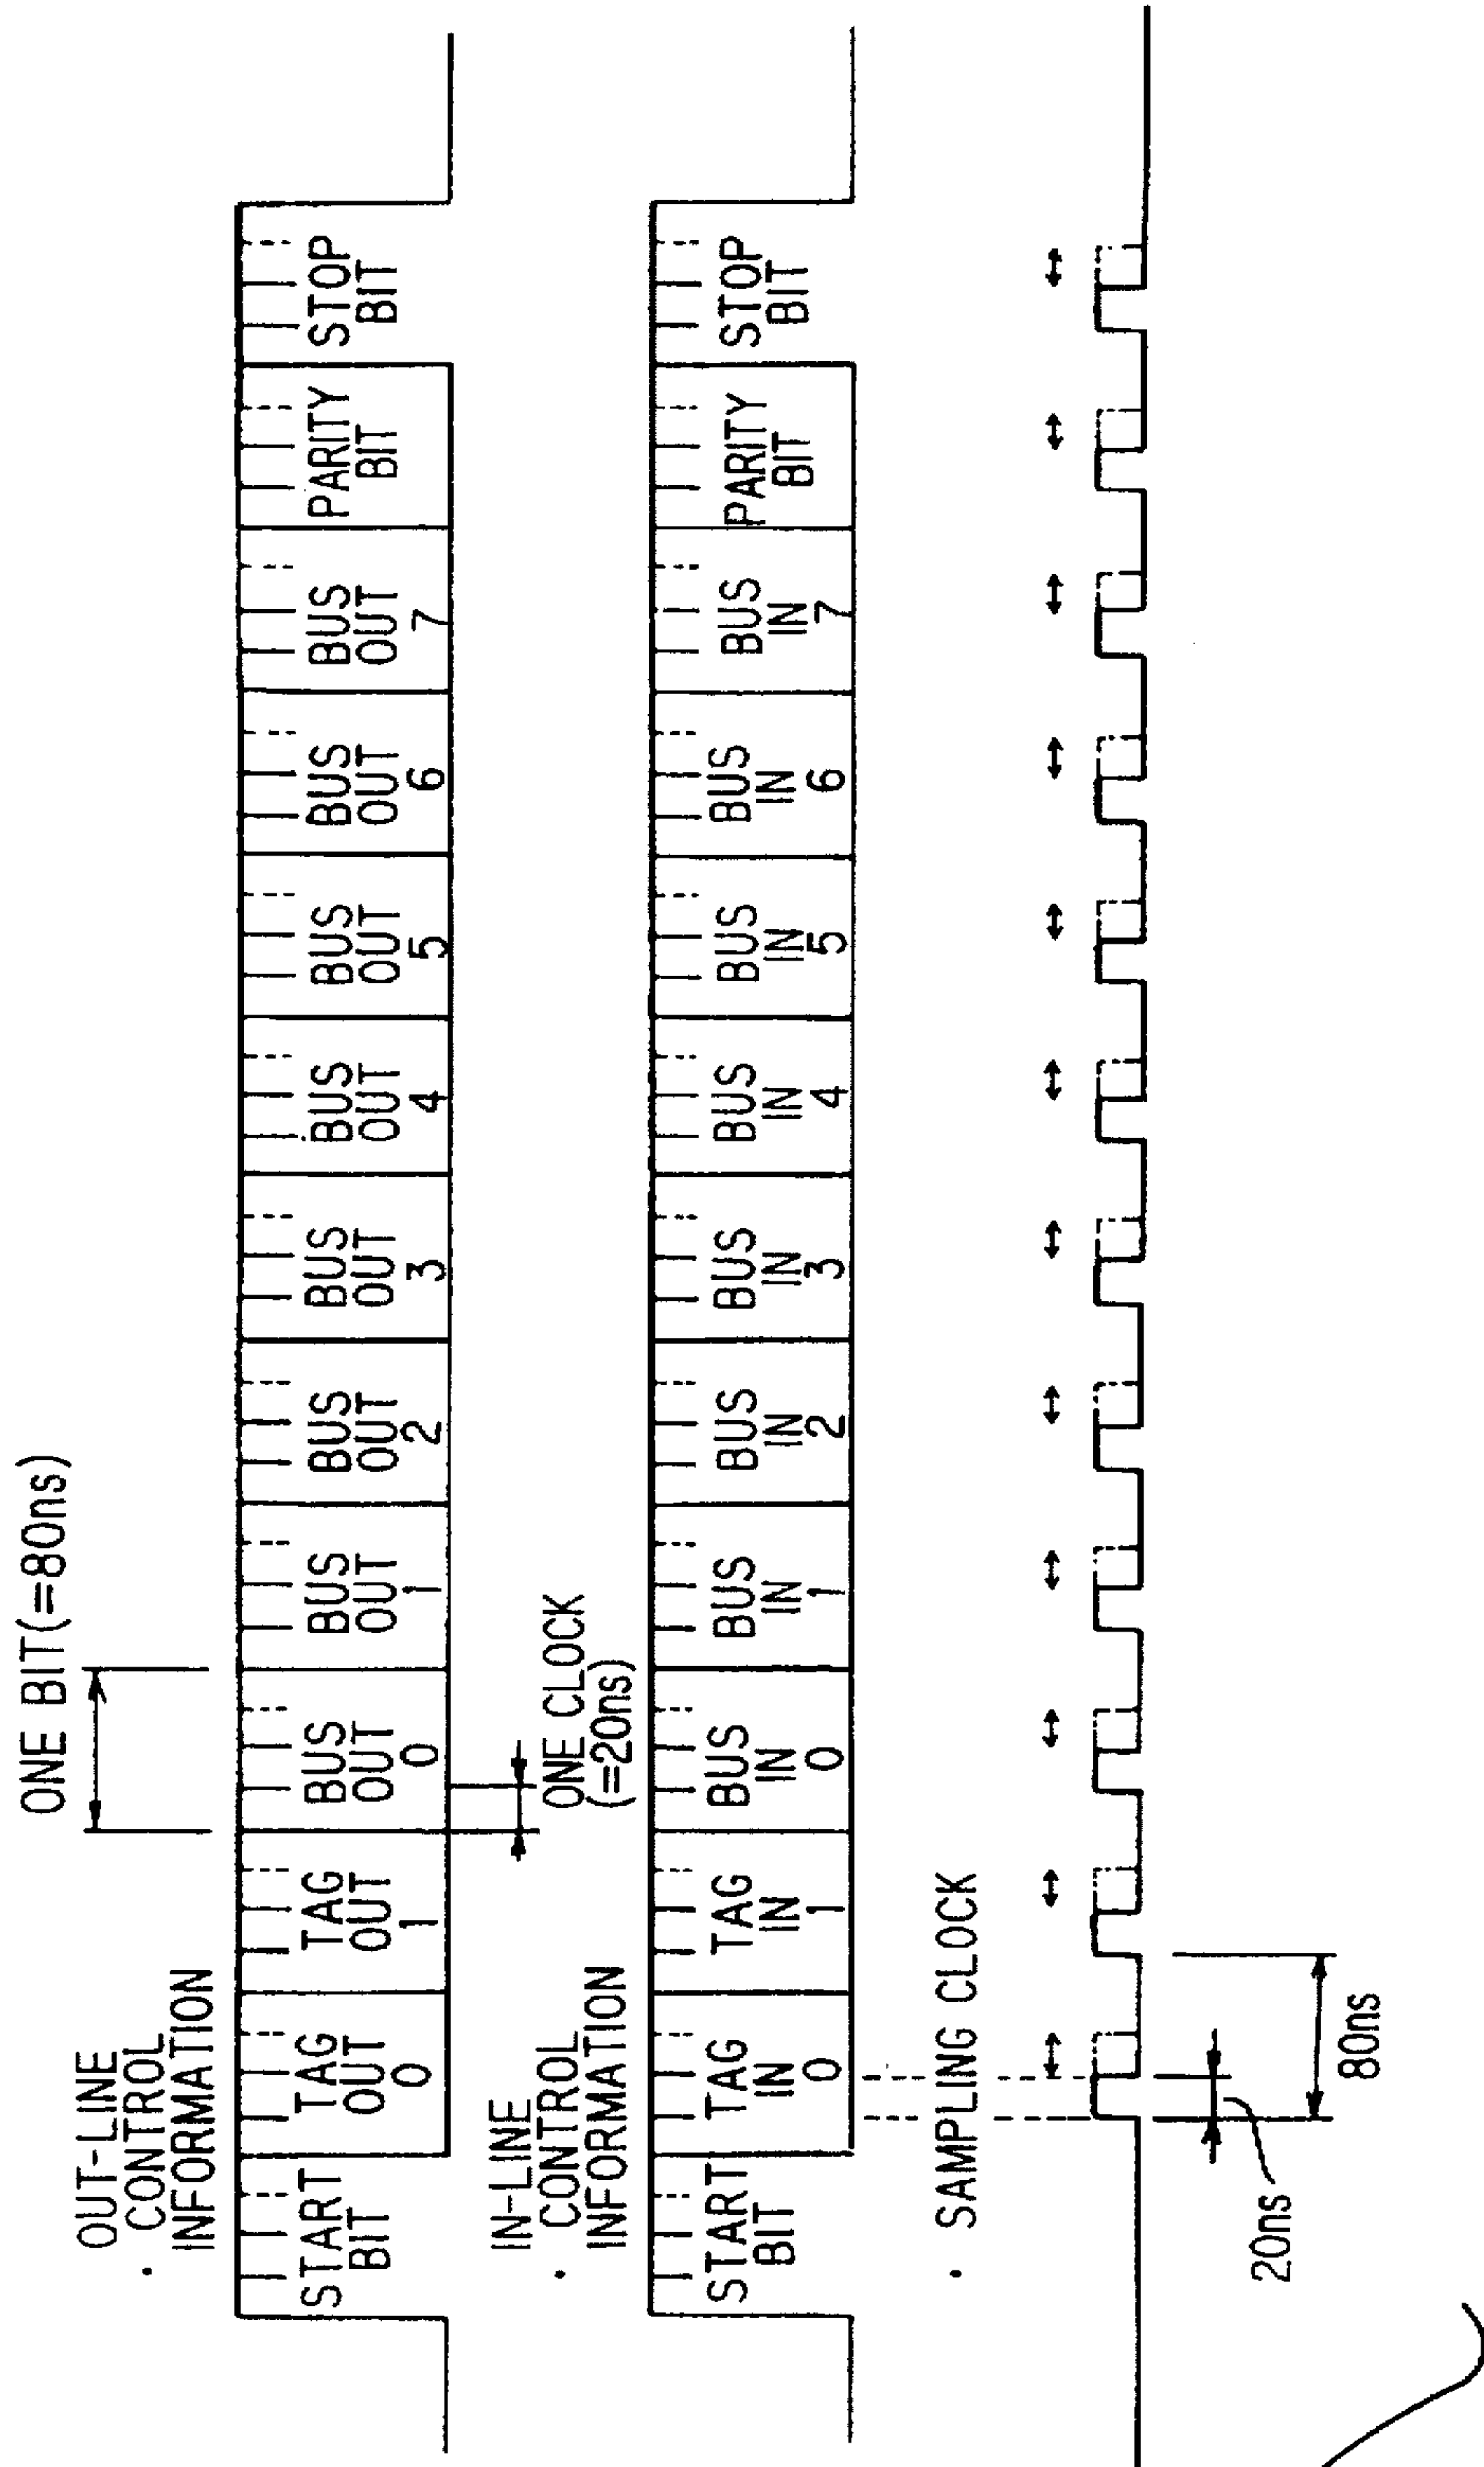 ONE BIT(=80ns)
OUT-LINE
· CONTROL
INFORMATION
START
BIT
TAG
OUT
0
TAG
OUT
1
BUS
OUT
0
BUS
OUT
1
BUS
OUT
2
BUS
OUT
3
BUS
OUT
4
BUS
OUT
5
BUS
OUT
6
BUS
OUT
7
PARITY
BIT
STOP
BIT
ONE CLOCK
(=20ns)
IN-LINE
· CONTROL
INFORMATION
START
BIT
TAG
IN
0
TAG
IN
1
BUS
IN
0
BUS
IN
1
BUS
IN
2
BUS
IN
3
BUS
IN
4
BUS
IN
5
BUS
IN
6
BUS
IN
7
PARITY
BIT
STOP
BIT
· SAMPLING CLOCK
20ns
80ns